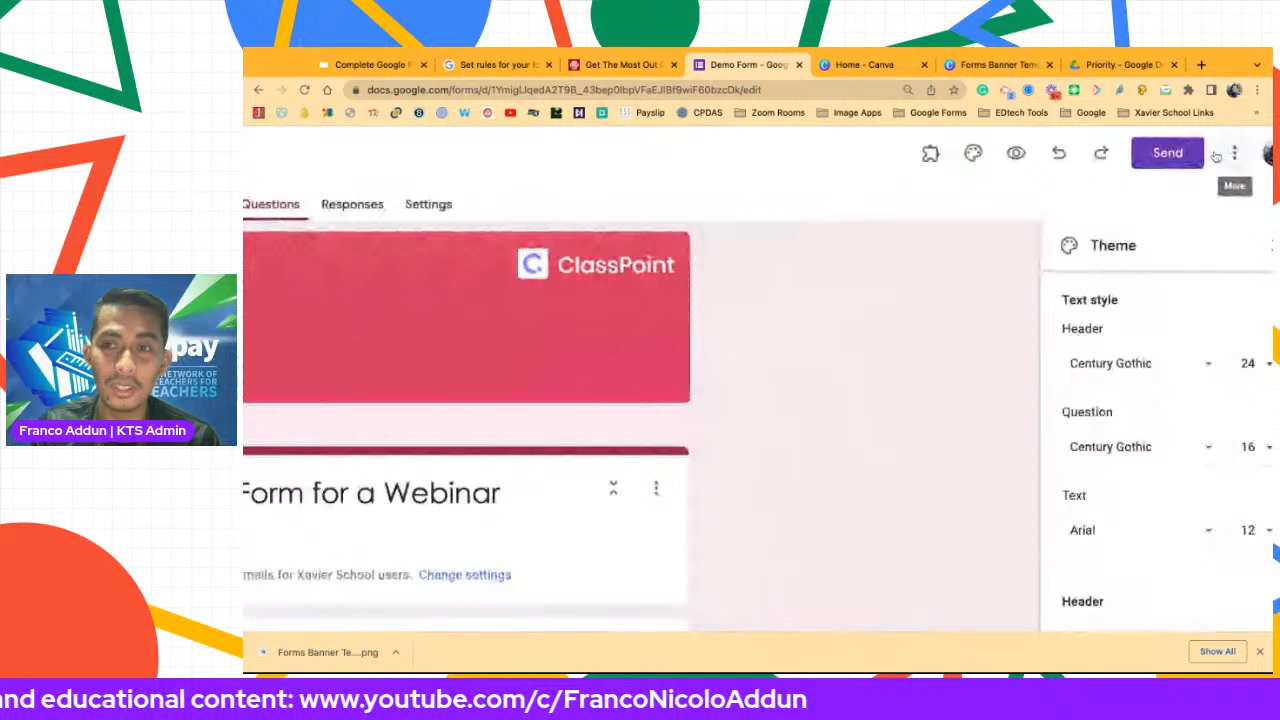 Complete Google F
Set rules for your fo
Get The Most Out O
Demo Form - Goog
Home - Canva
Forms Banner Tem
Priority - Google D
docs.google.com/forms/d/1YmiglJqedA2T9B_43bep0lbpVFaEJlBf9wiF60bzcDk/edit
Payslip
CPDAS
Zoom Rooms
Image Apps
Google Forms
EDtech Tools
Google
Xavier School Links
Send
More
Questions
Responses
Settings
ClassPoint
Theme
Text style
Header
Century Gothic
24
Question
Century Gothic
16
Text
Arial
12
Header
Form for a Webinar
mails for Xavier School users. Change settings
pay
NETWORK OF
TEACHERS FOR
TEACHERS
Franco Addun | KTS Admin
Forms Banner Te....png
Show All
and educational content: www.youtube.com/c/FrancoNicoloAddun